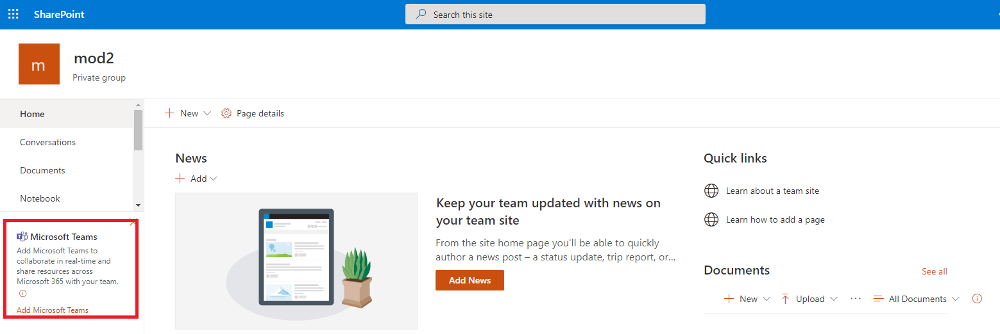 SharePoint
Search this site
m
mod2
Private group
Home
Conversations
Documents
Notebook
Microsoft Teams
Add Microsoft Teams to
collaborate in real-time and
share resources across
Microsoft 365 with your team.
Add Microsoft Teams
New
Page details
News
Add
Keep your team updated with news on
your team site
From the site home page you'll be able to quickly
author a news post – a status update, trip report, or...
Add News
Quick links
Learn about a team site
Learn how to add a page
Documents
See all
New
Upload
All Documents